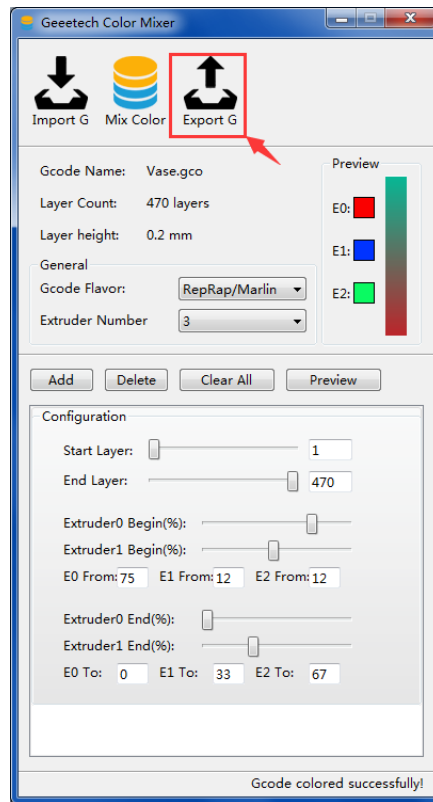 Geeetech Color Mixer
Import G Mix Color Export G
Gcode Name: Vase.gco
Layer Count: 470 layers
Layer height: 0.2 mm
General
Gcode Flavor: RepRap/Marlin
Extruder Number 3
Preview
E0:
E1:
E2:
Add Delete Clear All Preview
Configuration
Start Layer: 1
End Layer: 470
Extruder0 Begin(%):
Extruder1 Begin(%):
E0 From: 75 E1 From: 12 E2 From: 12
Extruder0 End(%):
Extruder1 End(%):
E0 To: 0 E1 To: 33 E2 To: 67
Gcode colored successfully!